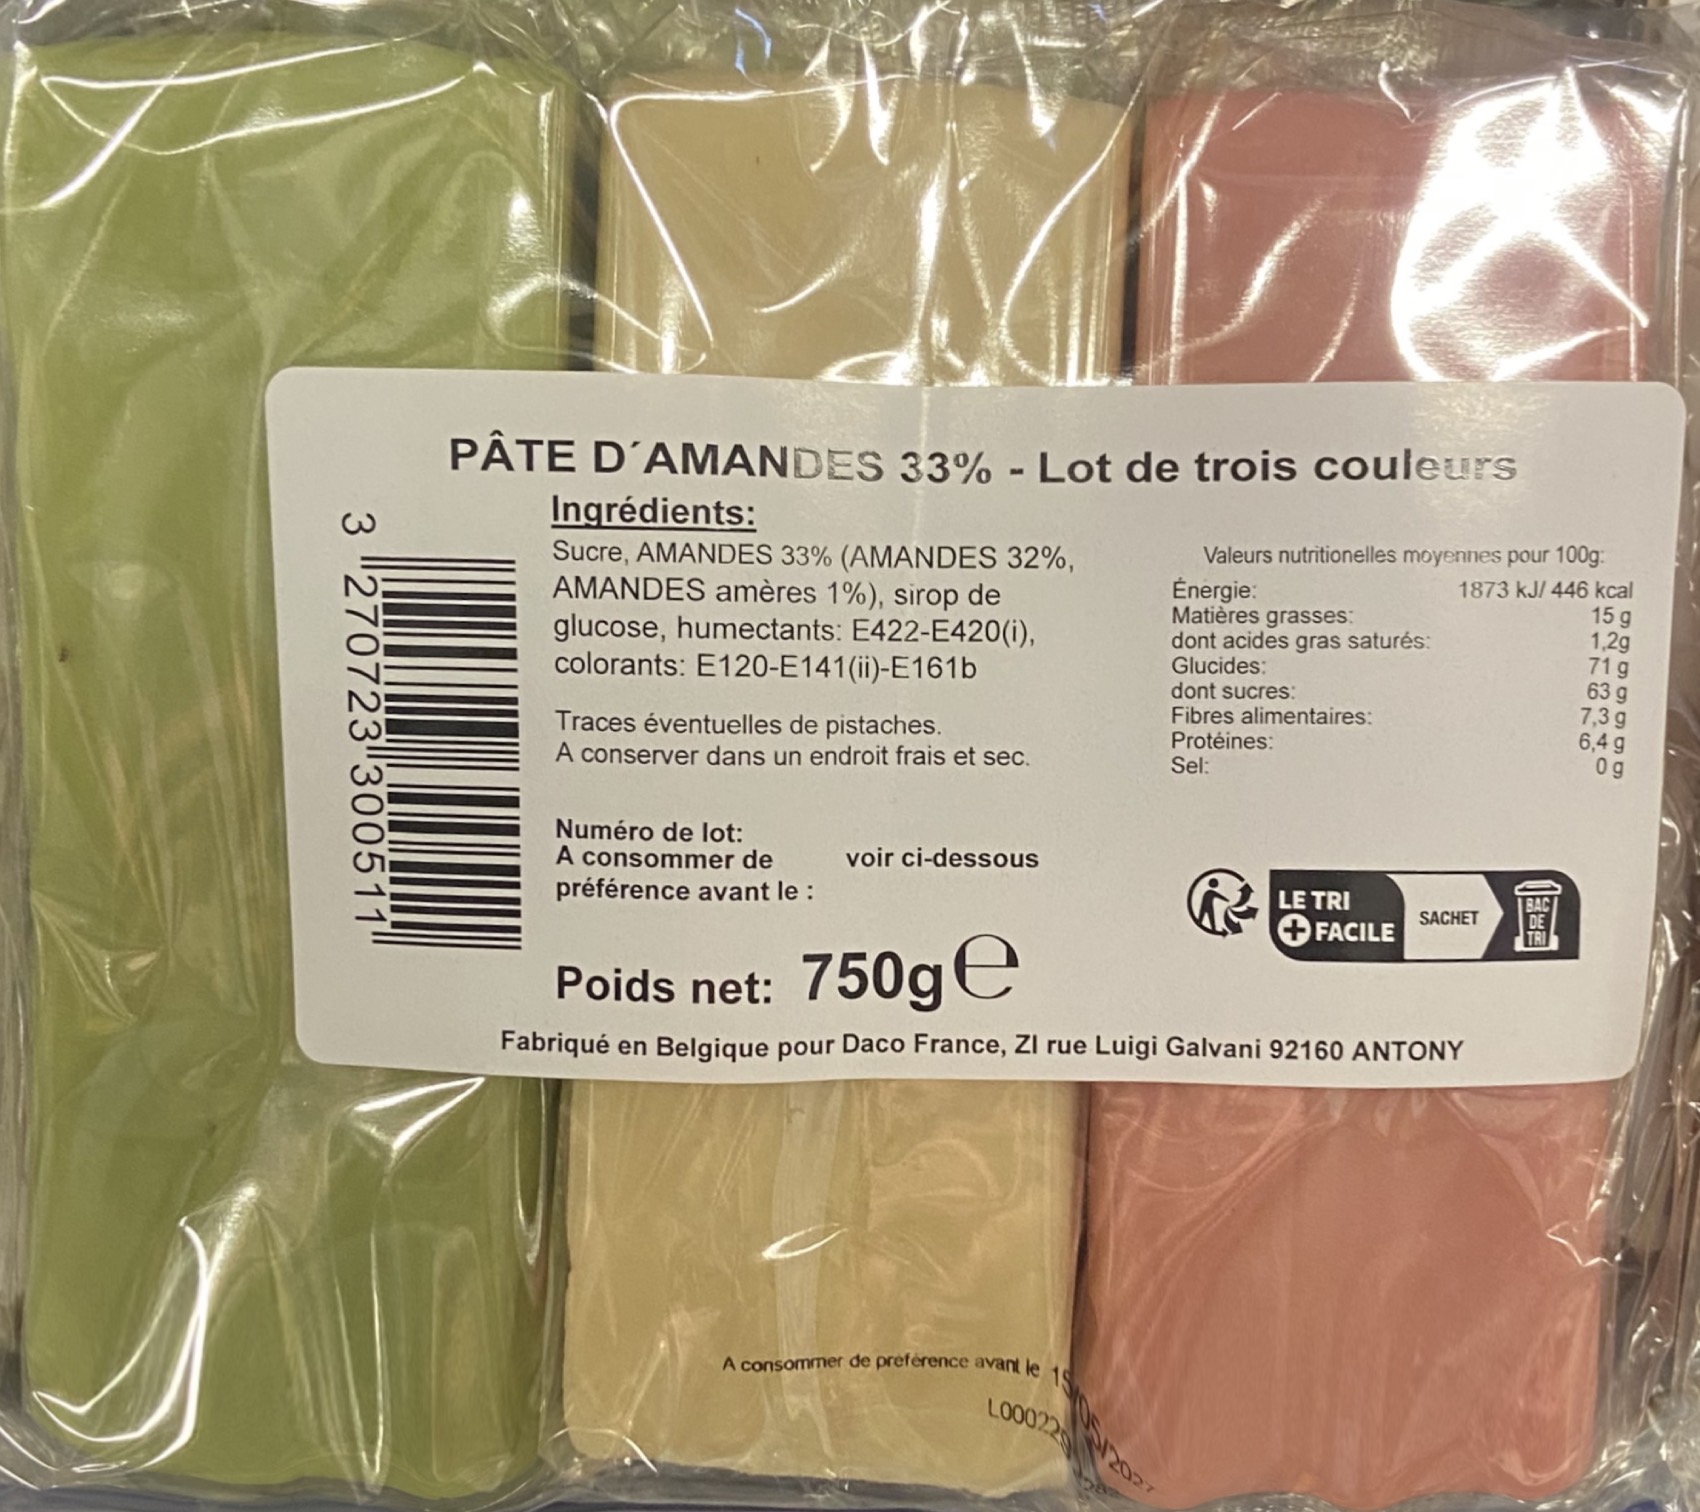 PÂTE D´AMANDES 33% - Lot de trois couleurs
Ingrédients:
Sucre, AMANDES 33% (AMANDES 32%,
AMANDES amères 1%), sirop de
glucose, humectants: E422-E420(i),
colorants: E120-E141(ii)-E161b
Traces éventuelles de pistaches.
A conserver dans un endroit frais et sec.
Valeurs nutritionelles moyennes pour 100g:
Énergie: 1873 kJ/ 446 kcal
Matières grasses: 15 g
dont acides gras saturés: 1,2g
Glucides: 71 g
dont sucres: 63 g
Fibres alimentaires: 7,3 g
Protéines: 6,4 g
Sel: 0 g
3 270723 300511
Numéro de lot:
A consommer de voir ci-dessous
préférence avant le :
LE TRI
+ FACILE
SACHET
BAC
DE
TRI
Poids net: 750g e
Fabriqué en Belgique pour Daco France, ZI rue Luigi Galvani 92160 ANTONY
A consommer de préférence avant le 15/05/2027